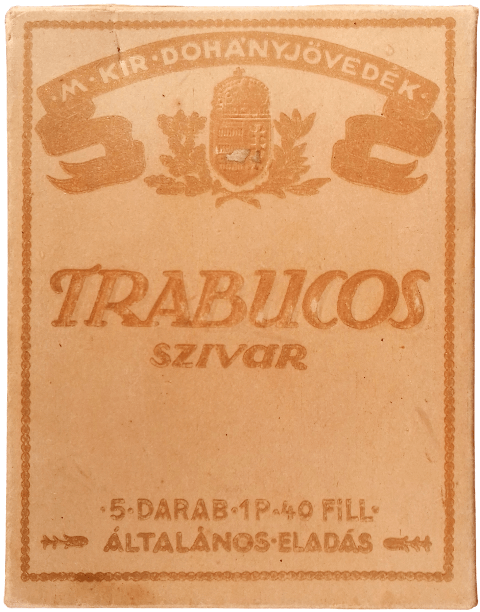 ·M·KIR·DOHÁNYJÖVEDÉK·
TRABUCOS
SZIVAR
·5·DARAB·1P·40 FILL·
ÁLTALÁNOS·ELADÁS